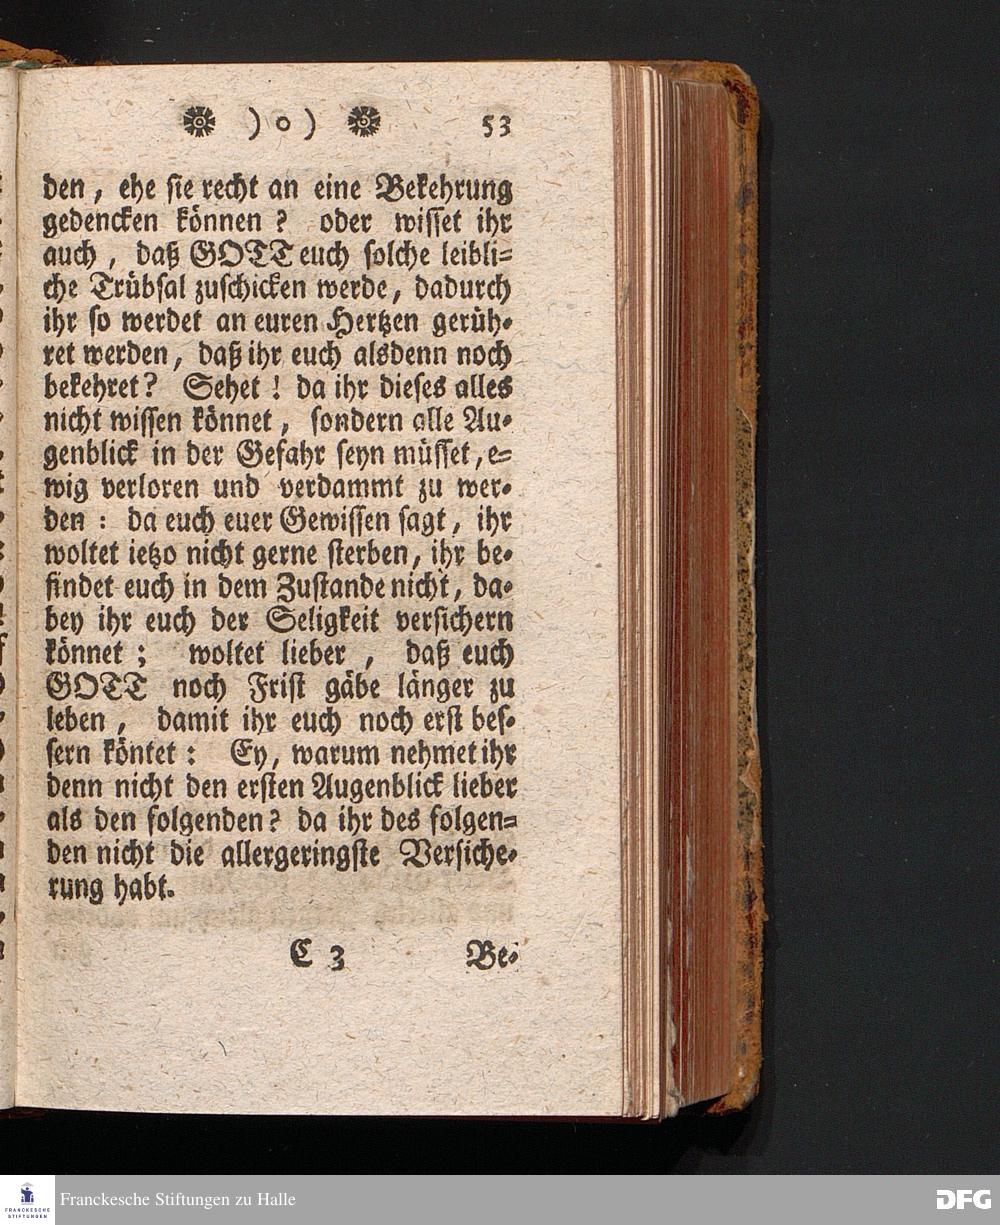 ) o ) 53
den, ehe sie recht an eine Bekehrung
gedencken können? oder wisset ihr
auch, daß GOTT euch solche leibli=
che Trübsal zuschicken werde, dadurch
ihr so werdet an euren Hertzen gerüh=
ret werden, daß ihr euch alsdenn noch
bekehret? Sehet! da ihr dieses alles
nicht wissen könnet, sondern alle Au=
genblick in der Gefahr seyn müsset, e=
wig verloren und verdammt zu wer=
den: da euch euer Gewissen sagt, ihr
woltet ietzo nicht gerne sterben, ihr be=
findet euch in dem Zustande nicht, da=
bey ihr euch der Seligkeit versichern
könnet; woltet lieber, daß euch
GOTT noch Frist gäbe länger zu
leben, damit ihr euch noch erst bes=
sern köntet: Ey, warum nehmet ihr
denn nicht den ersten Augenblick lieber
als den folgenden? da ihr des folgen=
den nicht die allergeringste Versiche=
rung habt.
C 3 Be=
FRANCKESCHE STIFTUNGEN
Franckesche Stiftungen zu Halle
DFG